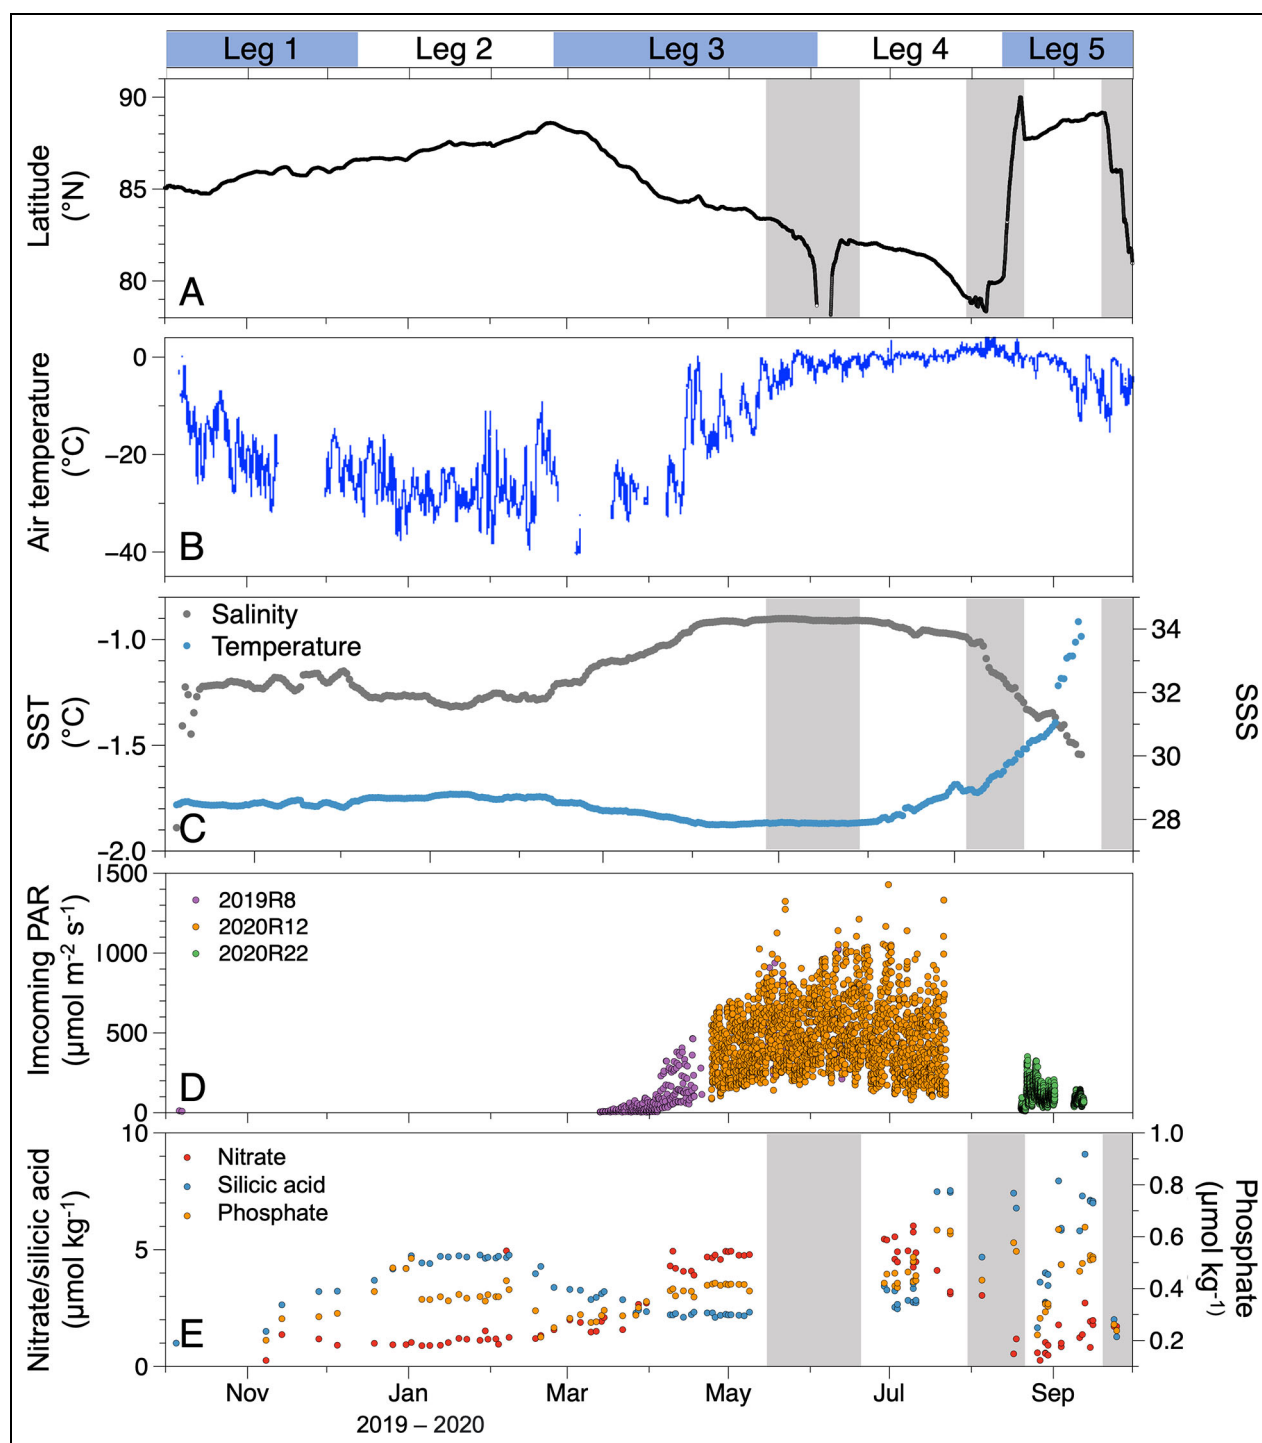 Leg 1 Leg 2 Leg 3 Leg 4 Leg 5
90
85
80
Latitude
(°N)
A
0
−20
−40
Air temperature
(°C)
B
Salinity
Temperature
−1.0
−1.5
−2.0
SST
(°C)
34
32
30
28
SSS
C
1500
1000
500
0
Imcoming PAR
(µmol m⁻² s⁻¹)
2019R8
2020R12
2020R22
D
10
5
0
Nitrate/silicic acid
(µmol kg⁻¹)
Nitrate
Silicic acid
Phosphate
1.0
0.8
0.6
0.4
0.2
Phosphate
(µmol kg⁻¹)
E
Nov Jan Mar May Jul Sep
2019 – 2020